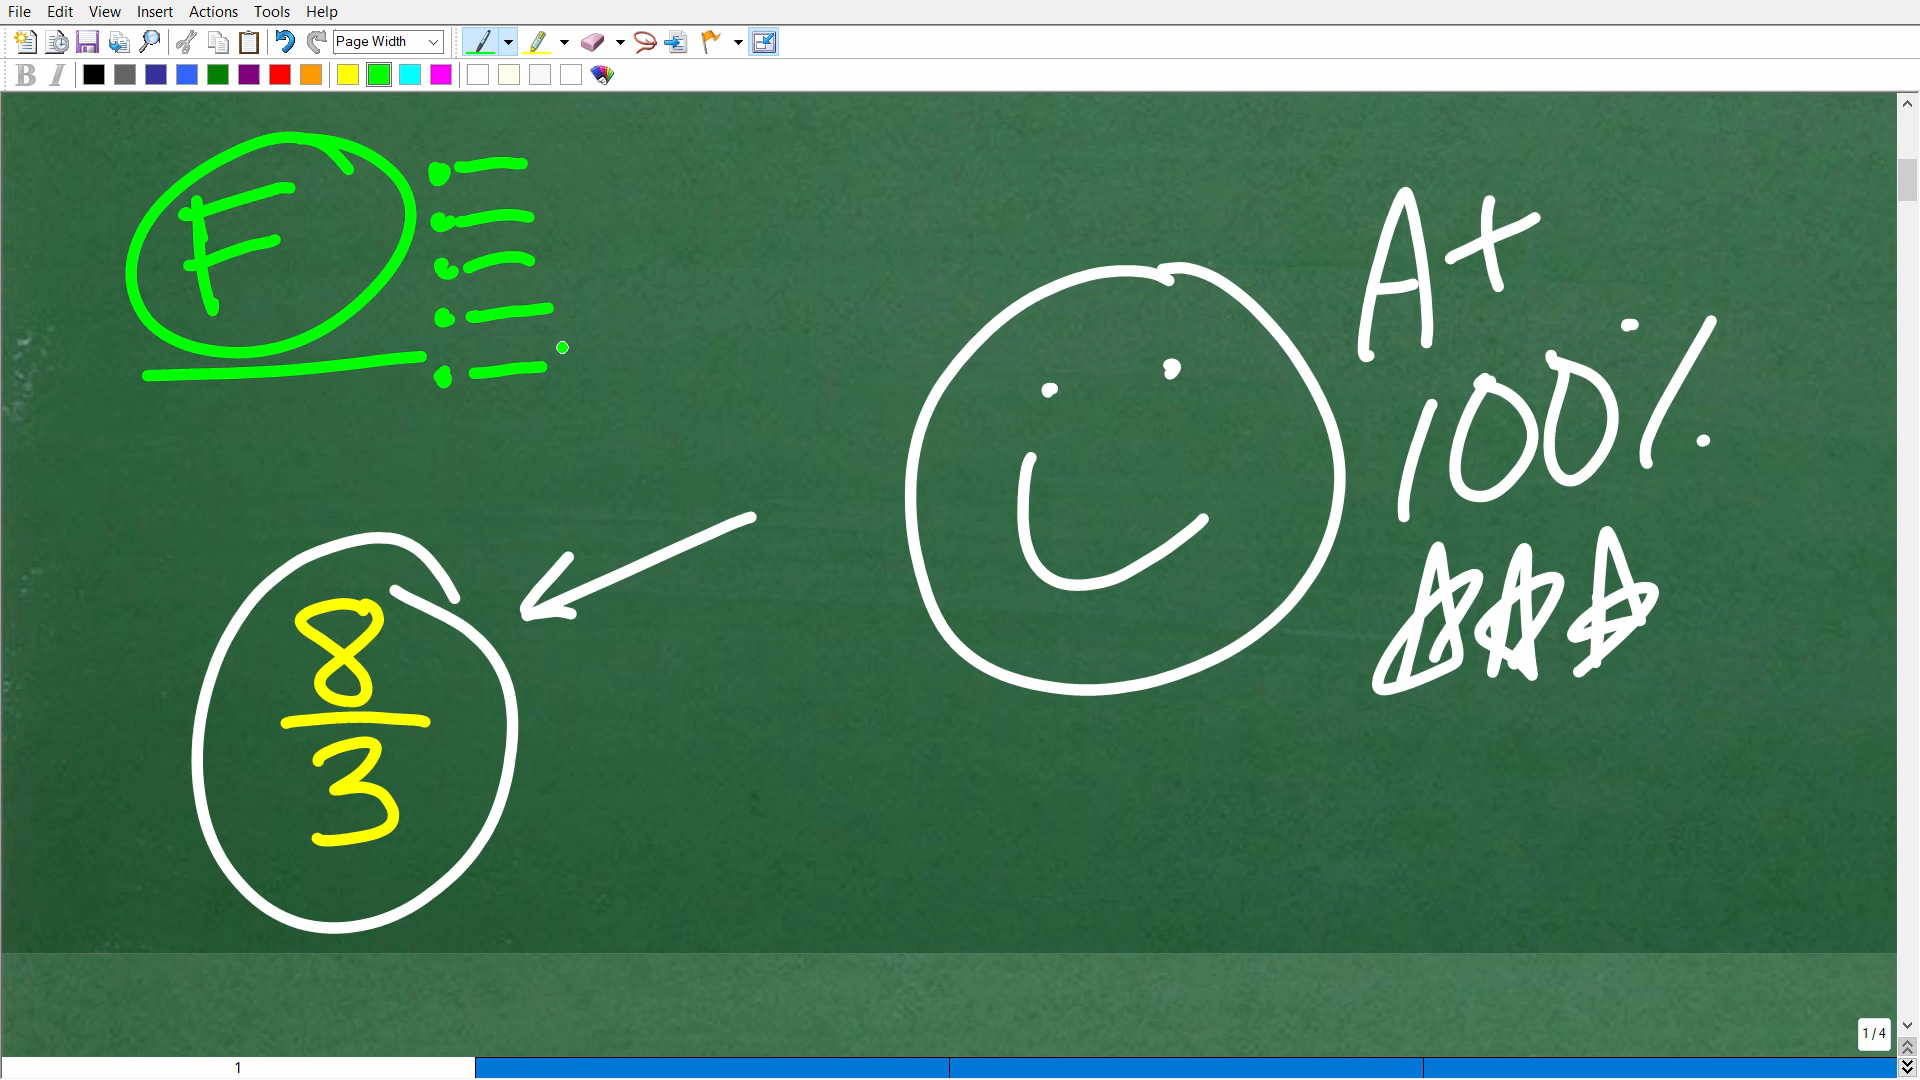 File Edit View Insert Actions Tools Help
Page Width
B I
F
A+
100%
8
3
1 / 4
1